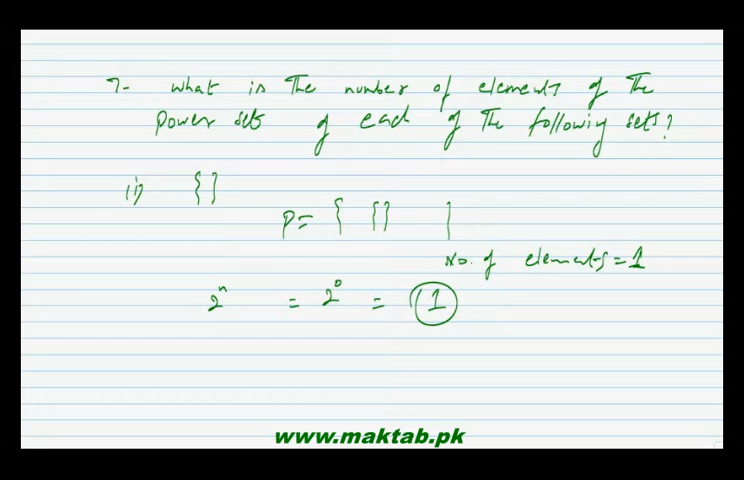 7- what is the number of elements of the
power sets of each of the following sets?
(i) { }
P = { { } }
No. of elements = 1
2ⁿ = 2⁰ = 1
www.maktab.pk